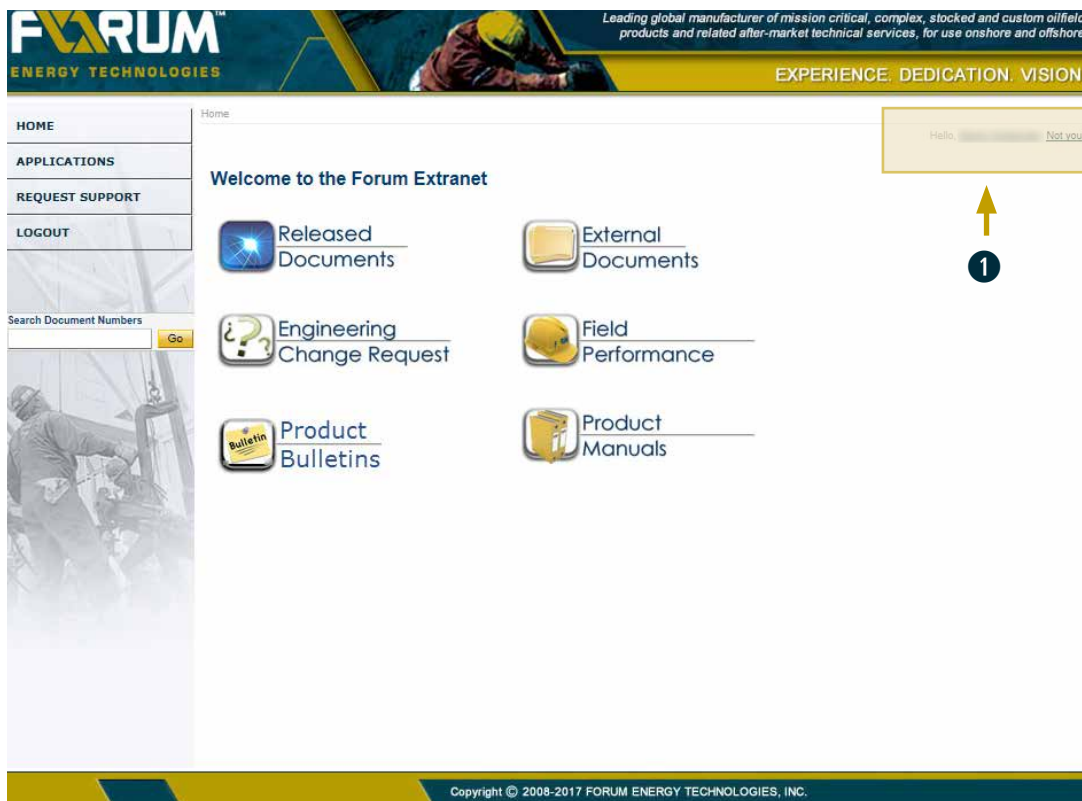 FORUM™
ENERGY TECHNOLOGIES
Leading global manufacturer of mission critical, complex, stocked and custom oilfield
products and related after-market technical services, for use onshore and offshore
EXPERIENCE. DEDICATION. VISION
HOME
APPLICATIONS
REQUEST SUPPORT
LOGOUT
Search Document Numbers
Go
Home
Hello, Not you
Welcome to the Forum Extranet
Released
Documents
External
Documents
Engineering
Change Request
Field
Performance
Bulletin
Product
Bulletins
Product
Manuals
1
Copyright © 2008-2017 FORUM ENERGY TECHNOLOGIES, INC.